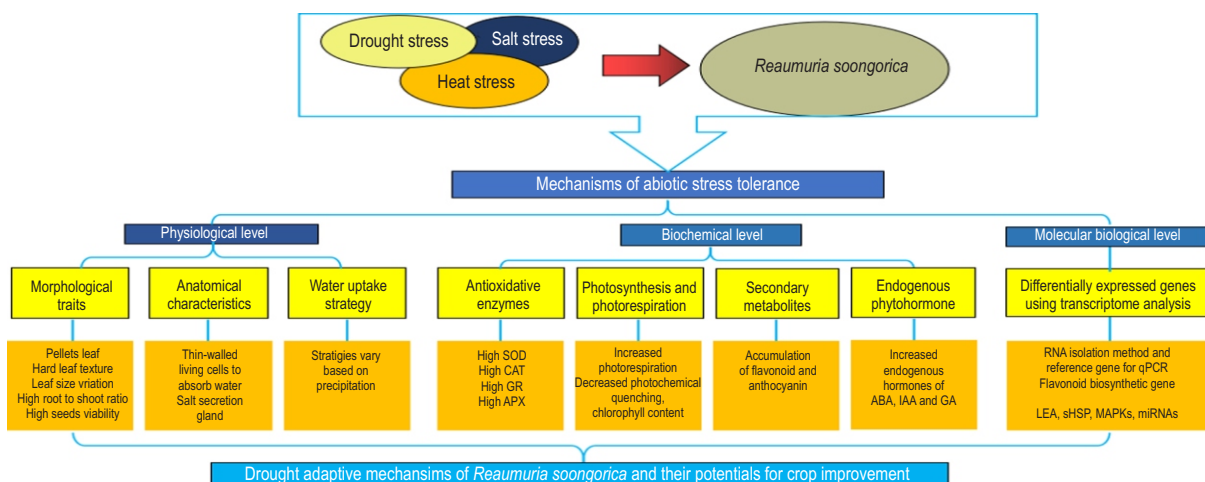 Drought stress
Salt stress
Heat stress
Reaumuria soongorica
Mechanisms of abiotic stress tolerance
Physiological level
Biochemical level
Molecular biological level
Morphological
traits
Anatomical
characteristics
Water uptake
strategy
Antioxidative
enzymes
Photosynthesis and
photorespiration
Secondary
metabolites
Endogenous
phytohormone
Differentially expressed genes
using transcriptome analysis
Pellets leaf
Hard leaf texture
Leaf size vriation
High root to shoot ratio
High seeds viability
Thin-walled
living cells to
absorb water
Salt secretion
gland
Stratigies vary
based on
precipitation
High SOD
High CAT
High GR
High APX
Increased
photorespiration
Decreased photochemical
quenching,
chlorophyll content
Accumulation
of flavonoid and
anthocyanin
Increased
endogenous
hormones of
ABA, IAA and GA
RNA isolation method and
reference gene for qPCR
Flavonoid biosynthetic gene
LEA, sHSP, MAPKs, miRNAs
Drought adaptive mechansims of Reaumuria soongorica and their potentials for crop improvement